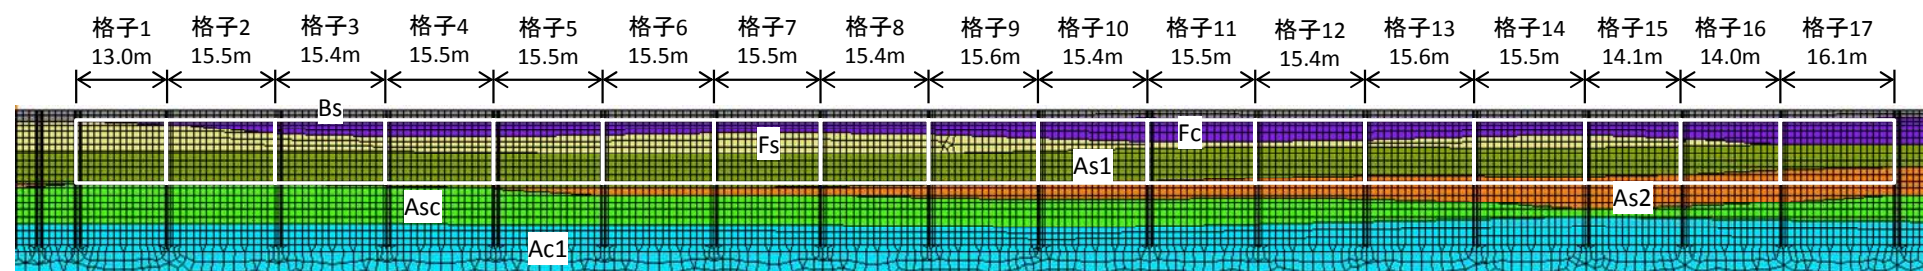 格子1 格子2 格子3 格子4 格子5 格子6 格子7 格子8 格子9 格子10 格子11 格子12 格子13 格子14 格子15 格子16 格子17
13.0m 15.5m 15.4m 15.5m 15.5m 15.5m 15.5m 15.4m 15.6m 15.4m 15.5m 15.4m 15.6m 15.5m 14.1m 14.0m 16.1m
Bs
Fs
Fc
As1
Asc
As2
Ac1